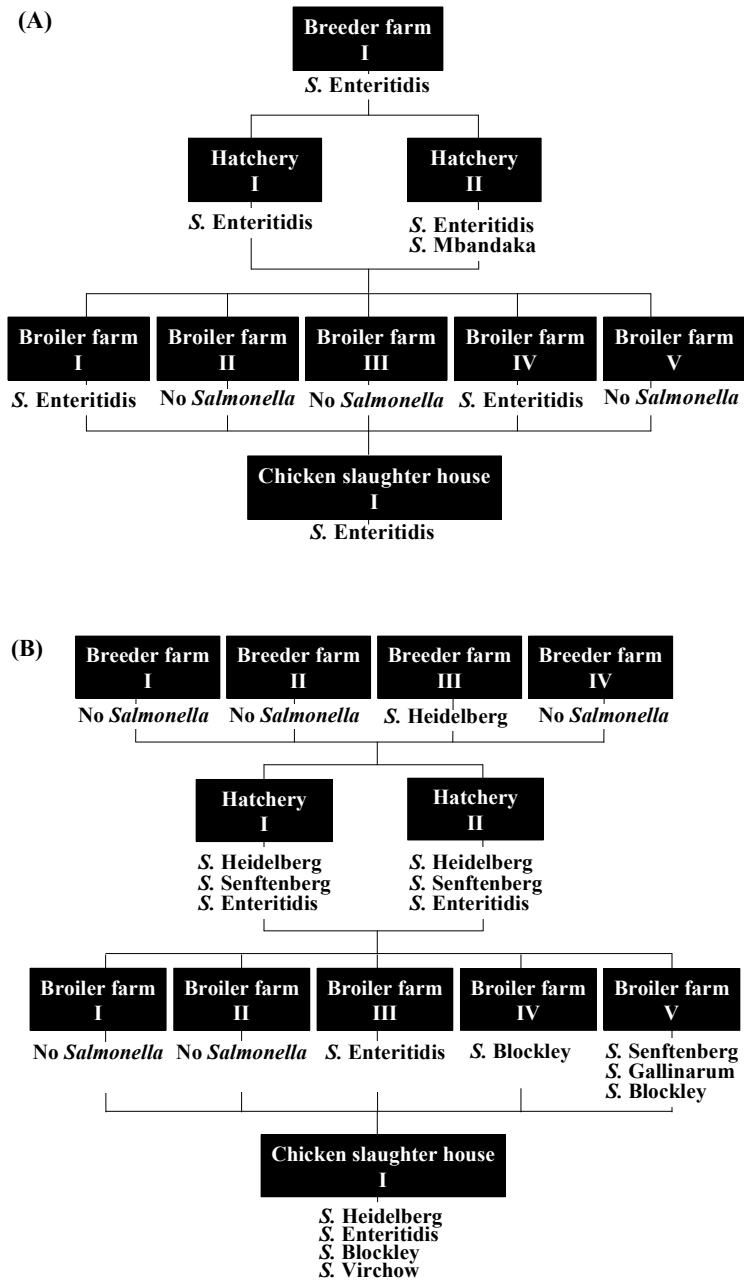 (A)
Breeder farm
I
S. Enteritidis
Hatchery
I
S. Enteritidis
Hatchery
II
S. Enteritidis
S. Mbandaka
Broiler farm
I
S. Enteritidis
Broiler farm
II
No Salmonella
Broiler farm
III
No Salmonella
Broiler farm
IV
S. Enteritidis
Broiler farm
V
No Salmonella
Chicken slaughter house
I
S. Enteritidis
(B)
Breeder farm
I
No Salmonella
Breeder farm
II
No Salmonella
Breeder farm
III
S. Heidelberg
Breeder farm
IV
No Salmonella
Hatchery
I
S. Heidelberg
S. Senftenberg
S. Enteritidis
Hatchery
II
S. Heidelberg
S. Senftenberg
S. Enteritidis
Broiler farm
I
No Salmonella
Broiler farm
II
No Salmonella
Broiler farm
III
S. Enteritidis
Broiler farm
IV
S. Blockley
Broiler farm
V
S. Senftenberg
S. Gallinarum
S. Blockley
Chicken slaughter house
I
S. Heidelberg
S. Enteritidis
S. Blockley
S. Virchow